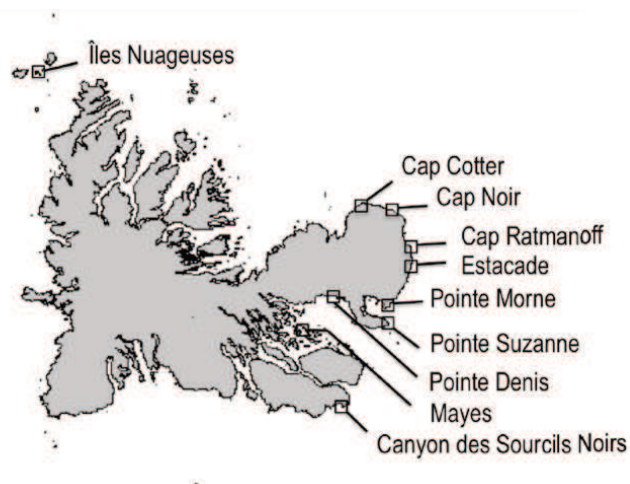 Îles Nuageuses
Cap Cotter
Cap Noir
Cap Ratmanoff
Estacade
Pointe Morne
Pointe Suzanne
Pointe Denis
Mayes
Canyon des Sourcils Noirs